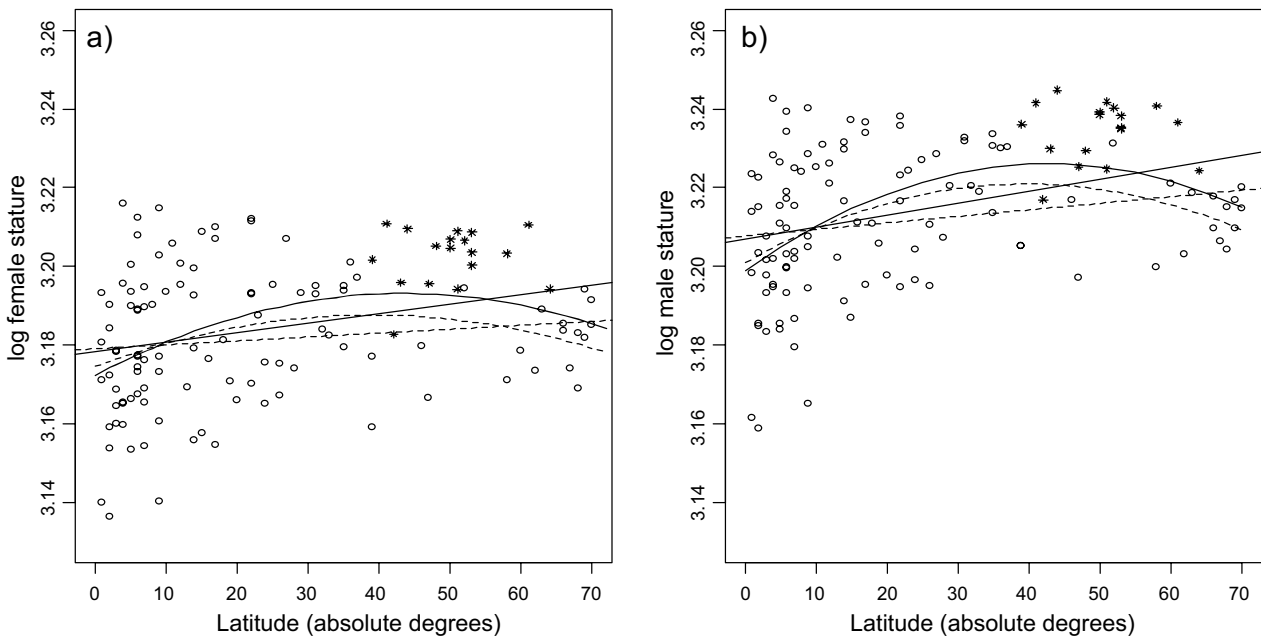 a)
3.26
3.24
3.22
3.20
3.18
3.16
3.14
log female stature
0 10 20 30 40 50 60 70
Latitude (absolute degrees)
b)
3.26
3.24
3.22
3.20
3.18
3.16
3.14
log male stature
0 10 20 30 40 50 60 70
Latitude (absolute degrees)